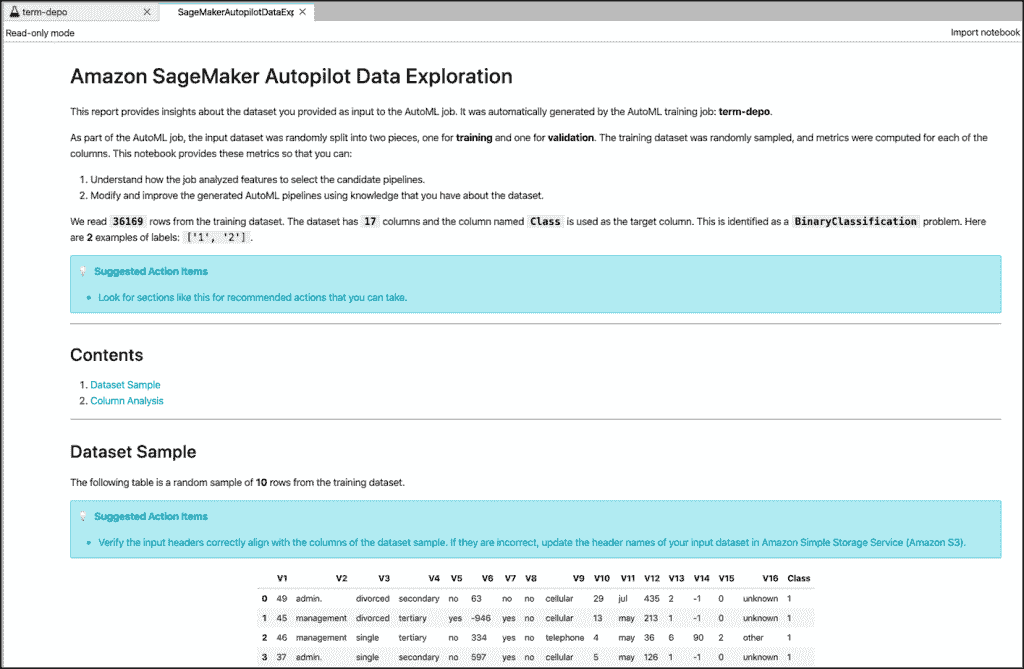 term-depo
SageMakerAutopilotDataExp
Read-only mode
Import notebook
Amazon SageMaker Autopilot Data Exploration
This report provides insights about the dataset you provided as input to the AutoML job. It was automatically generated by the AutoML training job: term-depo.
As part of the AutoML job, the input dataset was randomly split into two pieces, one for training and one for validation. The training dataset was randomly sampled, and metrics were computed for each of the
columns. This notebook provides these metrics so that you can:
1. Understand how the job analyzed features to select the candidate pipelines.
2. Modify and improve the generated AutoML pipelines using knowledge that you have about the dataset.
We read 36169 rows from the training dataset. The dataset has 17 columns and the column named Class is used as the target column. This is identified as a BinaryClassification problem. Here
are 2 examples of labels: ['1', '2'].
Suggested Action Items
• Look for sections like this for recommended actions that you can take.
Contents
1. Dataset Sample
2. Column Analysis
Dataset Sample
The following table is a random sample of 10 rows from the training dataset.
Suggested Action Items
• Verify the input headers correctly align with the columns of the dataset sample. If they are incorrect, update the header names of your input dataset in Amazon Simple Storage Service (Amazon S3).
V1 V2 V3 V4 V5 V6 V7 V8 V9 V10 V11 V12 V13 V14 V15 V16 Class
0 49 admin. divorced secondary no 63 no no cellular 29 jul 435 2 -1 0 unknown 1
1 45 management divorced tertiary yes -946 yes no cellular 13 may 213 1 -1 0 unknown 1
2 46 management single tertiary no 334 yes no telephone 4 may 36 6 90 2 other 1
3 37 admin. single secondary no 597 yes no cellular 5 may 126 1 -1 0 unknown 1